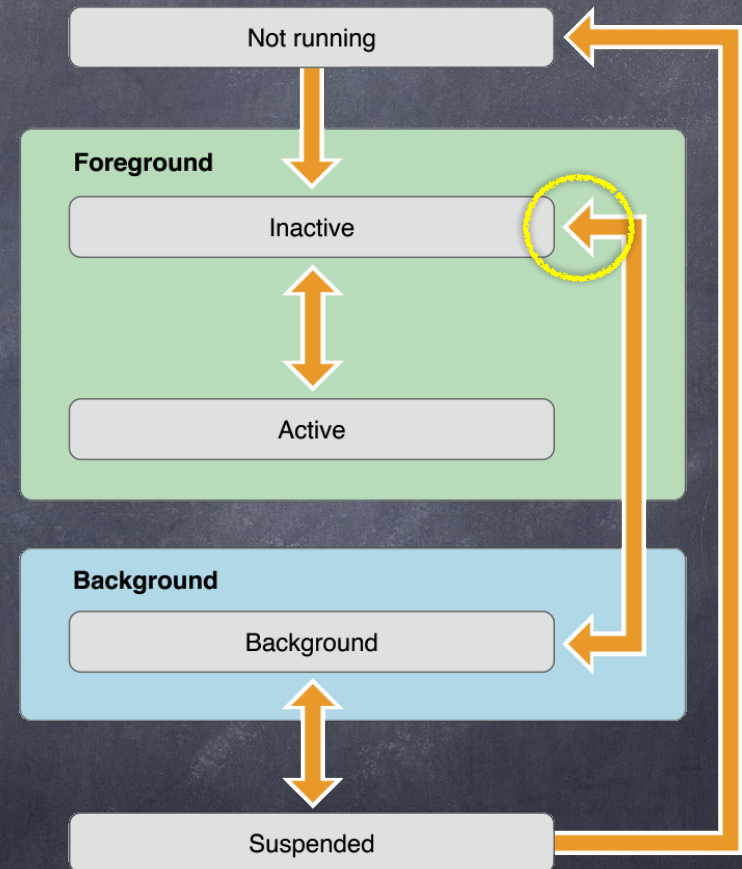 Not running
Foreground
Inactive
Active
Background
Background
Suspended